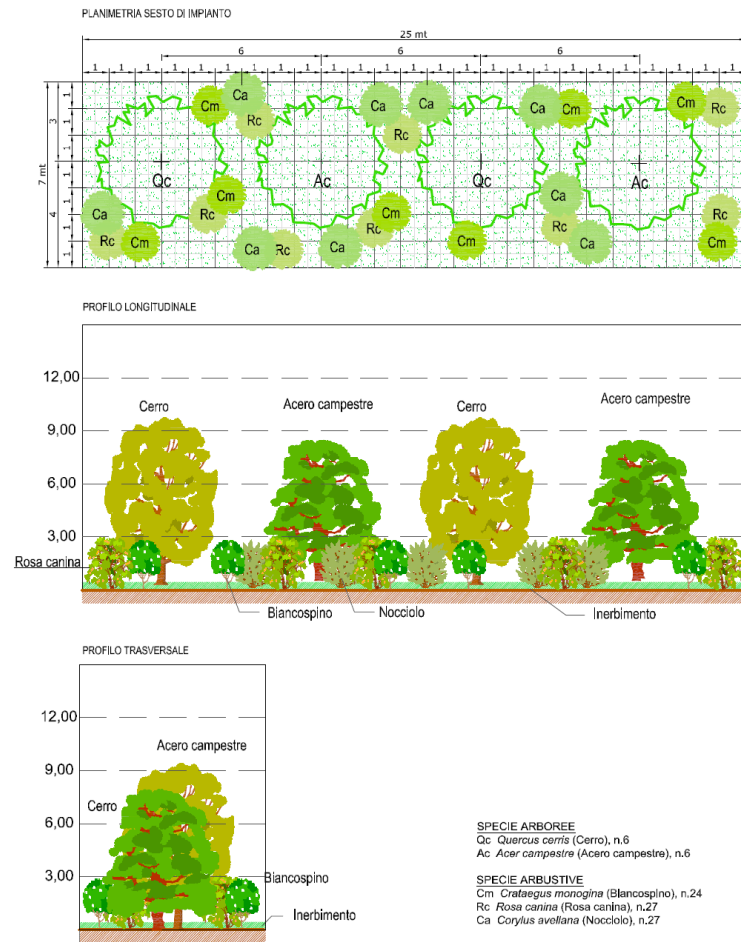 PLANIMETRIA SESTO DI IMPIANTO
25 mt
6 6 6
1 1 1 1 1 1 1 1 1 1 1 1 1 1 1 1 1 1 1 1 1 1 1 1 1
7 mt
3
4
1 1 1 1 1 1 1
Cm Ca Ca Ca Ca Cm Cm Rc
Rc Rc
Qc Ac Qc Ac
Cm Ca
Ca Rc Cm Rc
Rc Cm Ca Rc Ca Rc Cm Rc Ca Cm
PROFILO LONGITUDINALE
12,00
Cerro Acero campestre Cerro Acero campestre
9,00
6,00
3,00
Rosa canina
Biancospino Nocciolo Inerbimento
PROFILO TRASVERSALE
12,00
Acero campestre
9,00
Cerro
6,00
3,00
Biancospino
Inerbimento
SPECIE ARBOREE
Qc Quercus cerris (Cerro), n.6
Ac Acer campestre (Acero campestre), n.6
SPECIE ARBUSTIVE
Cm Crataegus monogina (Biancospino), n.24
Rc Rosa canina (Rosa canina), n.27
Ca Corylus avellana (Nocciolo), n.27